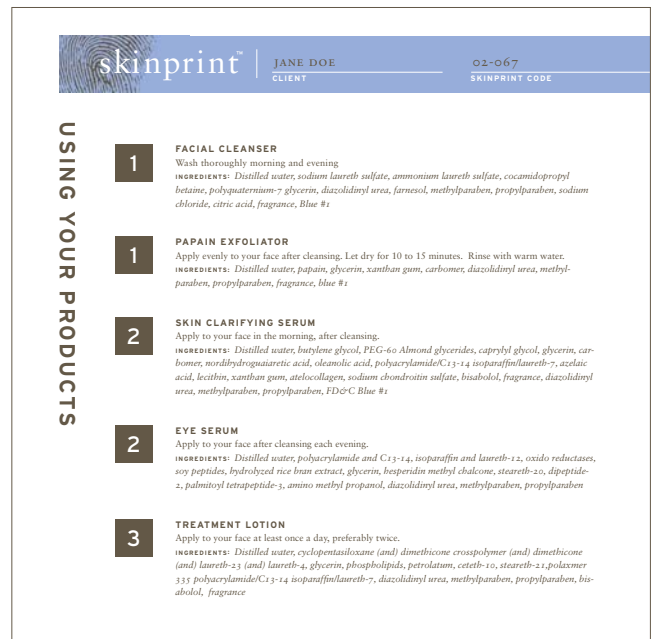 skinprint™
JANE DOE
CLIENT
02-067
SKINPRINT CODE
USING YOUR PRODUCTS
1
FACIAL CLEANSER
Wash thoroughly morning and evening
INGREDIENTS: Distilled water, sodium laureth sulfate, ammonium laureth sulfate, cocamidopropyl
betaine, polyquaternium-7 glycerin, diazolidinyl urea, farnesol, methylparaben, propylparaben, sodium
chloride, citric acid, fragrance, Blue #1
1
PAPAIN EXFOLIATOR
Apply evenly to your face after cleansing. Let dry for 10 to 15 minutes. Rinse with warm water.
INGREDIENTS: Distilled water, papain, glycerin, xanthan gum, carbomer, diazolidinyl urea, methyl-
paraben, propylparaben, fragrance, blue #1
2
SKIN CLARIFYING SERUM
Apply to your face in the morning, after cleansing.
INGREDIENTS: Distilled water, butylene glycol, PEG-60 Almond glycerides, caprylyl glycol, glycerin, car-
bomer, nordihydroguaiaretic acid, oleanolic acid, polyacrylamide/C13-14 isoparaffin/laureth-7, azelaic
acid, lecithin, xanthan gum, atelocollagen, sodium chondroitin sulfate, bisabolol, fragrance, diazolidinyl
urea, methylparaben, propylparaben, FD&C Blue #1
2
EYE SERUM
Apply to your face after cleansing each evening.
INGREDIENTS: Distilled water, polyacrylamide and C13-14, isoparaffin and laureth-12, oxido reductases,
soy peptides, hydrolyzed rice bran extract, glycerin, hesperidin methyl chalcone, steareth-20, dipeptide-
2, palmitoyl tetrapeptide-3, amino methyl propanol, diazolidinyl urea, methylparaben, propylparaben
3
TREATMENT LOTION
Apply to your face at least once a day, preferably twice.
INGREDIENTS: Distilled water, cyclopentasiloxane (and) dimethicone crosspolymer (and) dimethicone
(and) laureth-23 (and) laureth-4, glycerin, phospholipids, petrolatum, ceteth-10, steareth-21,polaxmer
335 polyacrylamide/C13-14 isoparaffin/laureth-7, diazolidinyl urea, methylparaben, propylparaben, bis-
abolol, fragrance